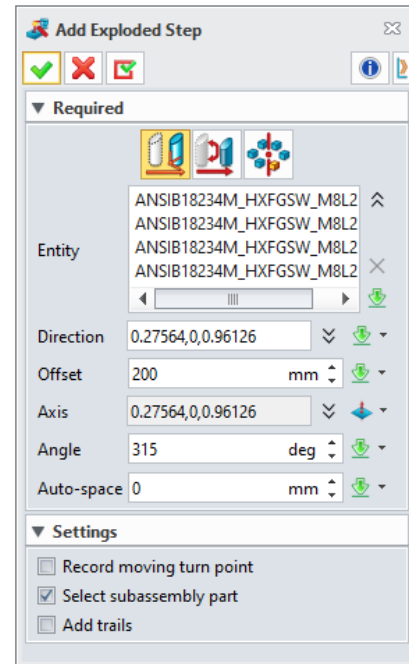 Add Exploded Step
▼ Required
Entity
ANSIB18234M_HXFGSW_M8L2
ANSIB18234M_HXFGSW_M8L2
ANSIB18234M_HXFGSW_M8L2
ANSIB18234M_HXFGSW_M8L2
Direction 0.27564,0,0.96126
Offset 200 mm
Axis 0.27564,0,0.96126
Angle 315 deg
Auto-space 0 mm
▼ Settings
Record moving turn point
Select subassembly part
Add trails